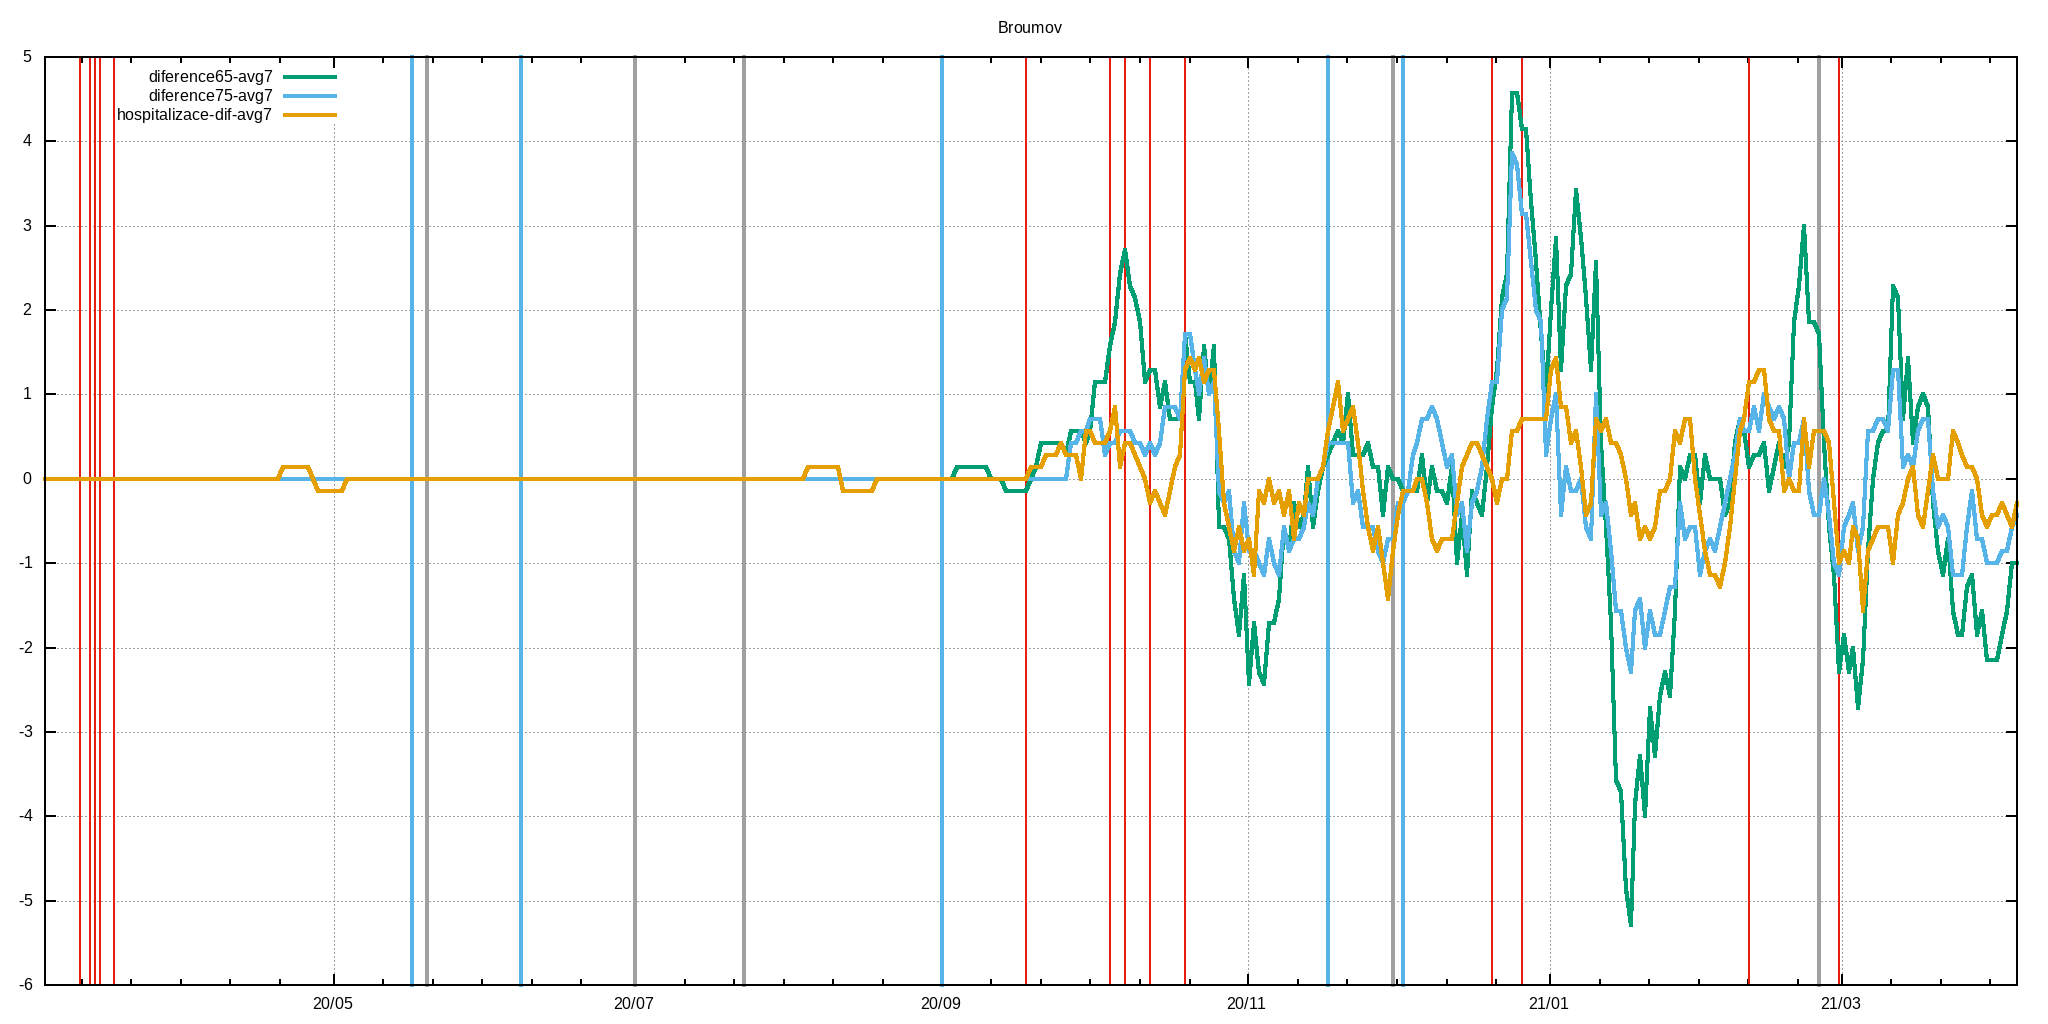 Broumov
diference65-avg7
diference75-avg7
hospitalizace-dif-avg7
5
4
3
2
1
0
-1
-2
-3
-4
-5
-6
20/05 20/07 20/09 20/11 21/01 21/03